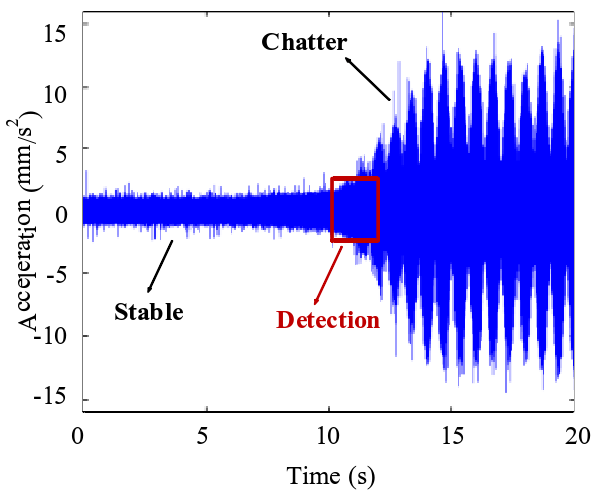 15
10
5
0
-5
-10
-15
Acceleration (mm/s²)
Chatter
Stable
Detection
0 5 10 15 20
Time (s)